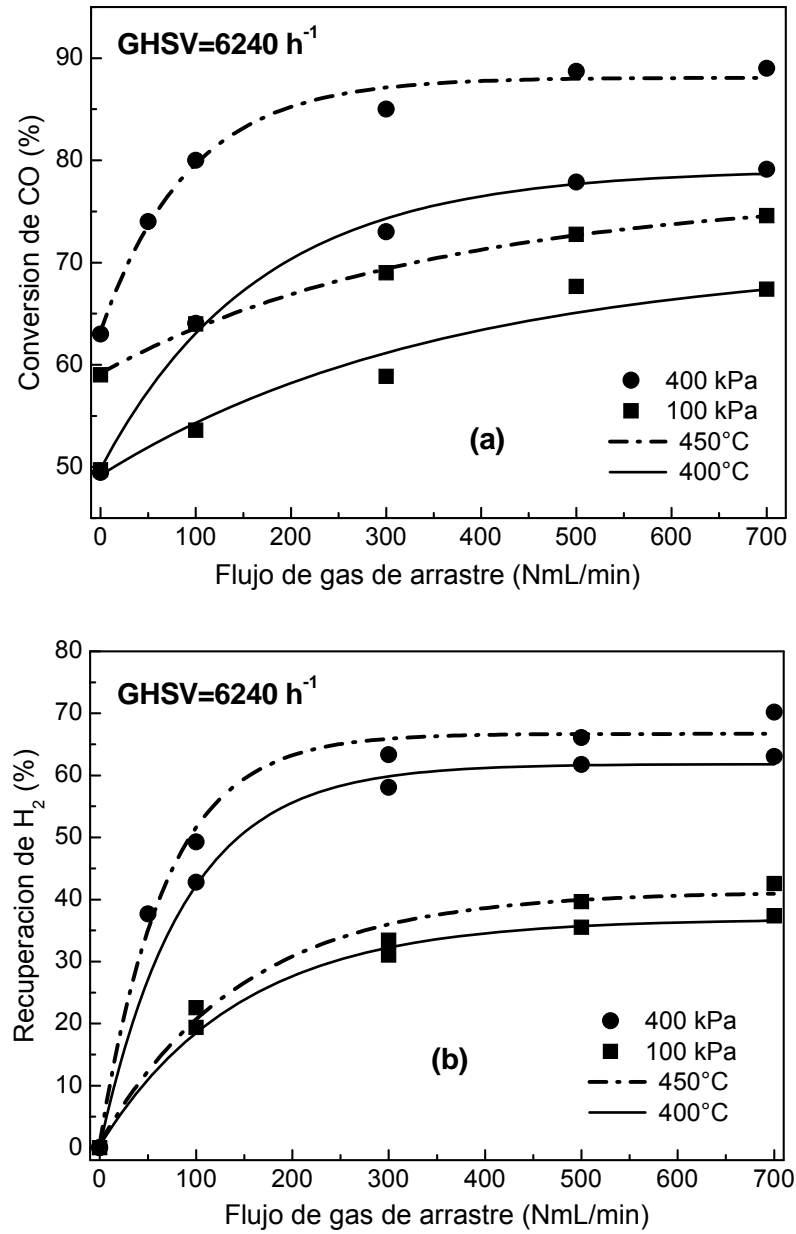 GHSV=6240 h⁻¹
Conversion de CO (%)
90
80
70
60
50
400 kPa
100 kPa
450°C
400°C
(a)
0 100 200 300 400 500 600 700
Flujo de gas de arrastre (NmL/min)
GHSV=6240 h⁻¹
Recuperacion de H₂ (%)
80
70
60
50
40
30
20
10
0
400 kPa
100 kPa
450°C
400°C
(b)
0 100 200 300 400 500 600 700
Flujo de gas de arrastre (NmL/min)